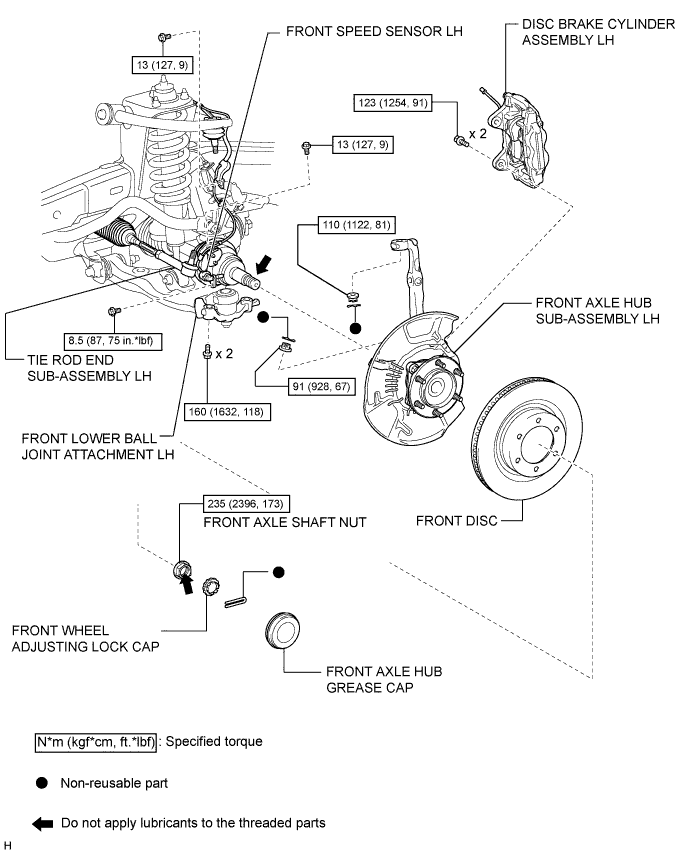 FRONT SPEED SENSOR LH
DISC BRAKE CYLINDER
ASSEMBLY LH
13 (127, 9)
123 (1254, 91)
x 2
13 (127, 9)
110 (1122, 81)
FRONT AXLE HUB
SUB-ASSEMBLY LH
8.5 (87, 75 in.*lbf)
x 2
TIE ROD END
SUB-ASSEMBLY LH
91 (928, 67)
160 (1632, 118)
FRONT LOWER BALL
JOINT ATTACHMENT LH
235 (2396, 173)
FRONT AXLE SHAFT NUT
FRONT DISC
FRONT WHEEL
ADJUSTING LOCK CAP
FRONT AXLE HUB
GREASE CAP
N*m (kgf*cm, ft.*lbf) : Specified torque
Non-reusable part
Do not apply lubricants to the threaded parts
H